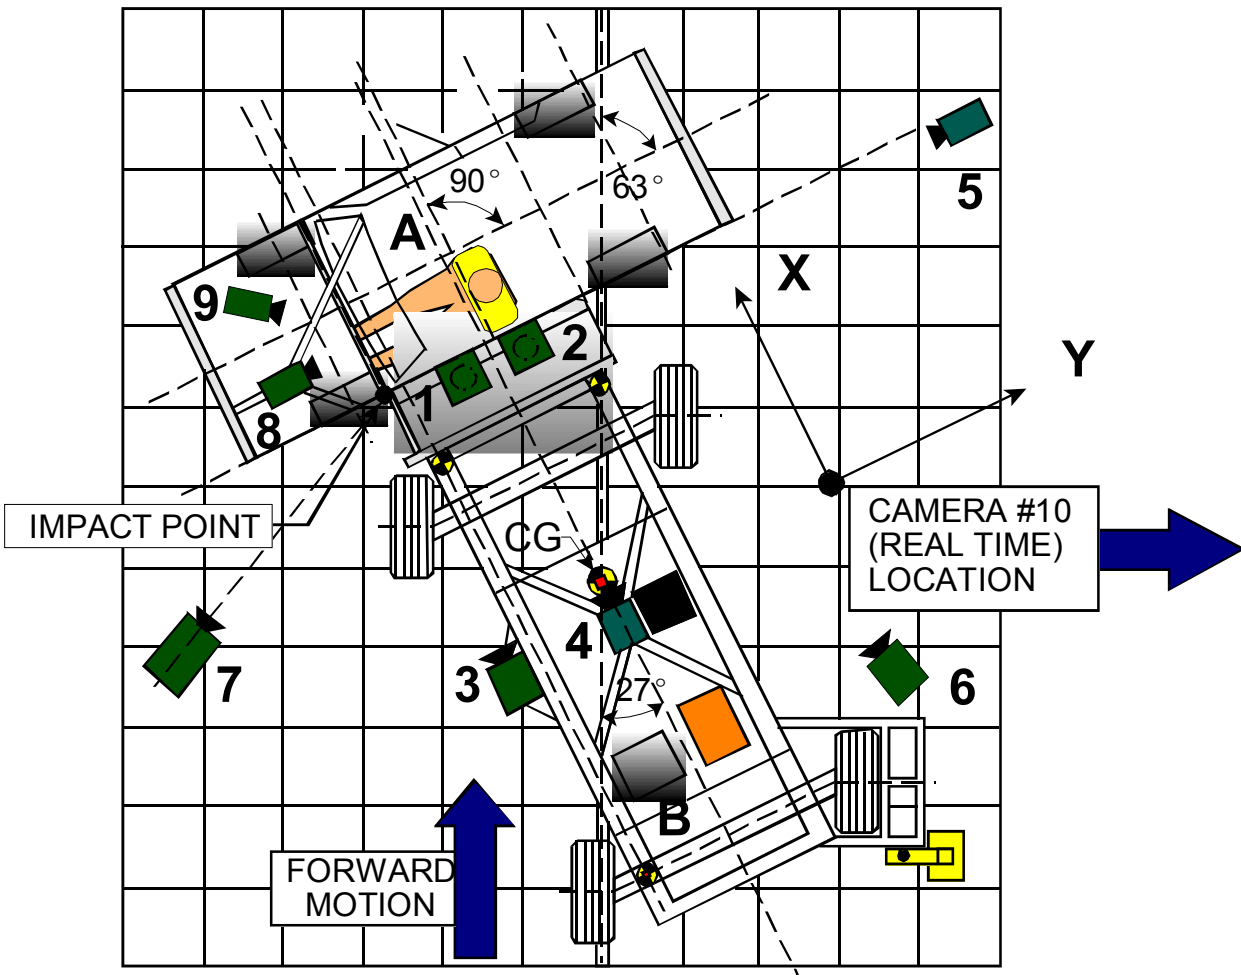 90°
63°
A
5
X
9
2
Y
1
8
IMPACT POINT
CAMERA #10
(REAL TIME)
LOCATION
CG
4
3
27°
7
6
B
FORWARD
MOTION